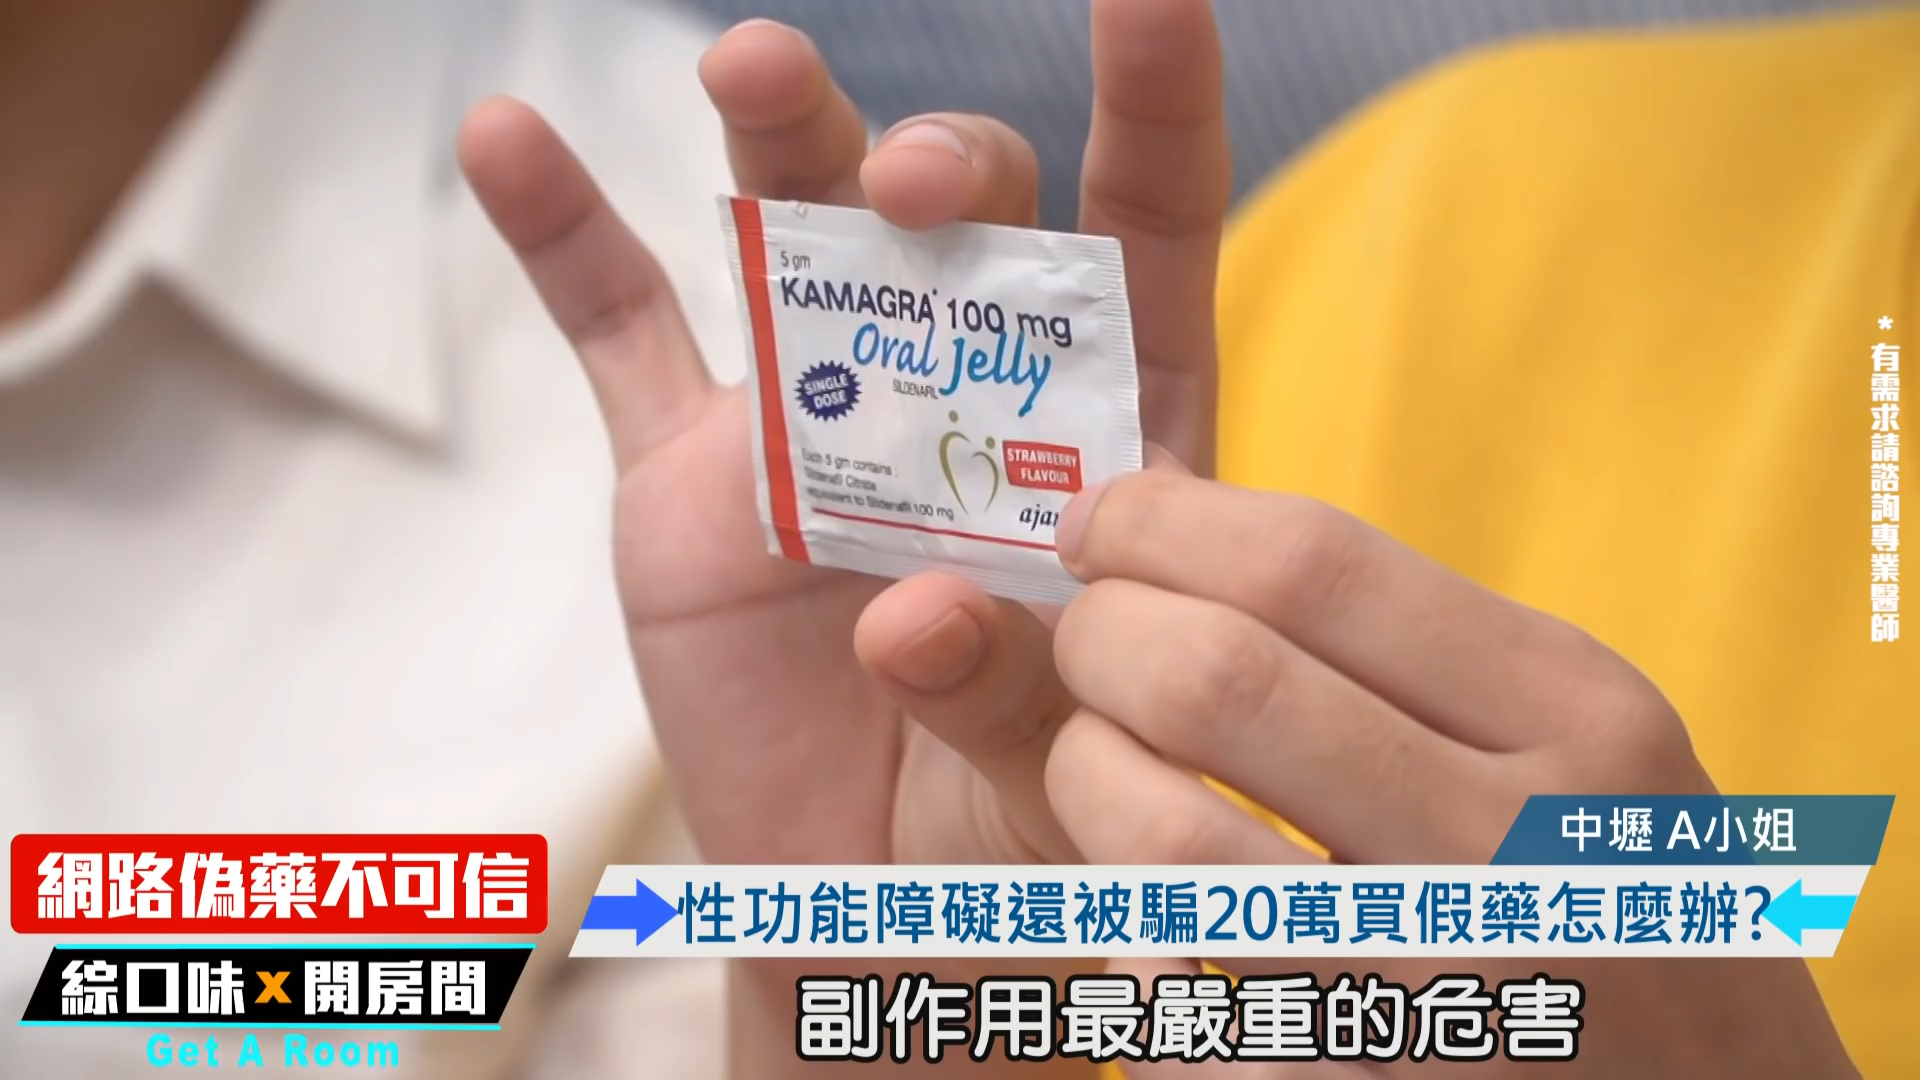 5 gm
KAMAGRA 100 mg
Oral Jelly
SILDENAFIL
SINGLE
DOSE
STRAWBERRY
FLAVOUR
Each 5 gm contains :
Sildenafil Citrate
equivalent to Sildenafil 100 mg
ajan
*有需求請諮詢專業醫師
中壢 A小姐
網路偽藥不可信
性功能障礙還被騙20萬買假藥怎麼辦?
綜口味x開房間
Get A Room
副作用最嚴重的危害